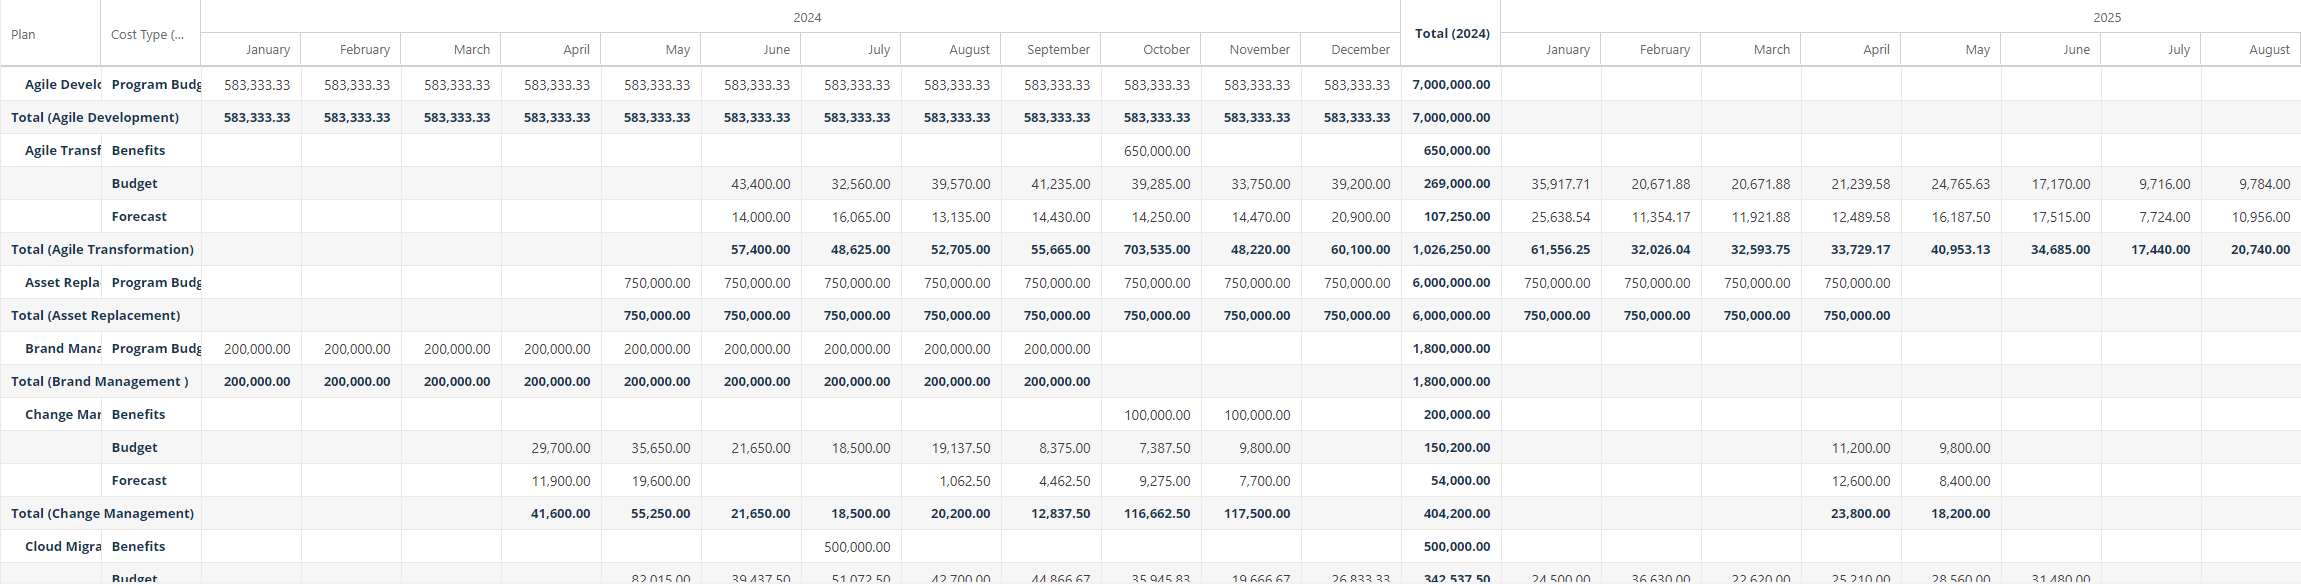 2024 2025
Plan Cost Type (... Total (2024)
January February March April May June July August September October November December January February March April May June July August
Agile Develo Program Budg 583,333.33 583,333.33 583,333.33 583,333.33 583,333.33 583,333.33 583,333.33 583,333.33 583,333.33 583,333.33 583,333.33 583,333.33 7,000,000.00
Total (Agile Development) 583,333.33 583,333.33 583,333.33 583,333.33 583,333.33 583,333.33 583,333.33 583,333.33 583,333.33 583,333.33 583,333.33 583,333.33 7,000,000.00
Agile Transf Benefits 650,000.00 650,000.00
Budget 43,400.00 32,560.00 39,570.00 41,235.00 39,285.00 33,750.00 39,200.00 269,000.00 35,917.71 20,671.88 20,671.88 21,239.58 24,765.63 17,170.00 9,716.00 9,784.00
Forecast 14,000.00 16,065.00 13,135.00 14,430.00 14,250.00 14,470.00 20,900.00 107,250.00 25,638.54 11,354.17 11,921.88 12,489.58 16,187.50 17,515.00 7,724.00 10,956.00
Total (Agile Transformation) 57,400.00 48,625.00 52,705.00 55,665.00 703,535.00 48,220.00 60,100.00 1,026,250.00 61,556.25 32,026.04 32,593.75 33,729.17 40,953.13 34,685.00 17,440.00 20,740.00
Asset Repla Program Budg 750,000.00 750,000.00 750,000.00 750,000.00 750,000.00 750,000.00 750,000.00 750,000.00 6,000,000.00 750,000.00 750,000.00 750,000.00 750,000.00
Total (Asset Replacement) 750,000.00 750,000.00 750,000.00 750,000.00 750,000.00 750,000.00 750,000.00 750,000.00 6,000,000.00 750,000.00 750,000.00 750,000.00 750,000.00
Brand Mana Program Budg 200,000.00 200,000.00 200,000.00 200,000.00 200,000.00 200,000.00 200,000.00 200,000.00 200,000.00 1,800,000.00
Total (Brand Management ) 200,000.00 200,000.00 200,000.00 200,000.00 200,000.00 200,000.00 200,000.00 200,000.00 200,000.00 1,800,000.00
Change Man Benefits 100,000.00 100,000.00 200,000.00
Budget 29,700.00 35,650.00 21,650.00 18,500.00 19,137.50 8,375.00 7,387.50 9,800.00 150,200.00 11,200.00 9,800.00
Forecast 11,900.00 19,600.00 1,062.50 4,462.50 9,275.00 7,700.00 54,000.00 12,600.00 8,400.00
Total (Change Management) 41,600.00 55,250.00 21,650.00 18,500.00 20,200.00 12,837.50 116,662.50 117,500.00 404,200.00 23,800.00 18,200.00
Cloud Migra Benefits 500,000.00 500,000.00
Budget 82,015.00 39,437.50 51,072.50 42,700.00 44,866.67 35,945.83 19,666.67 26,833.33 342,537.50 24,500.00 36,630.00 22,620.00 25,210.00 28,560.00 31,480.00